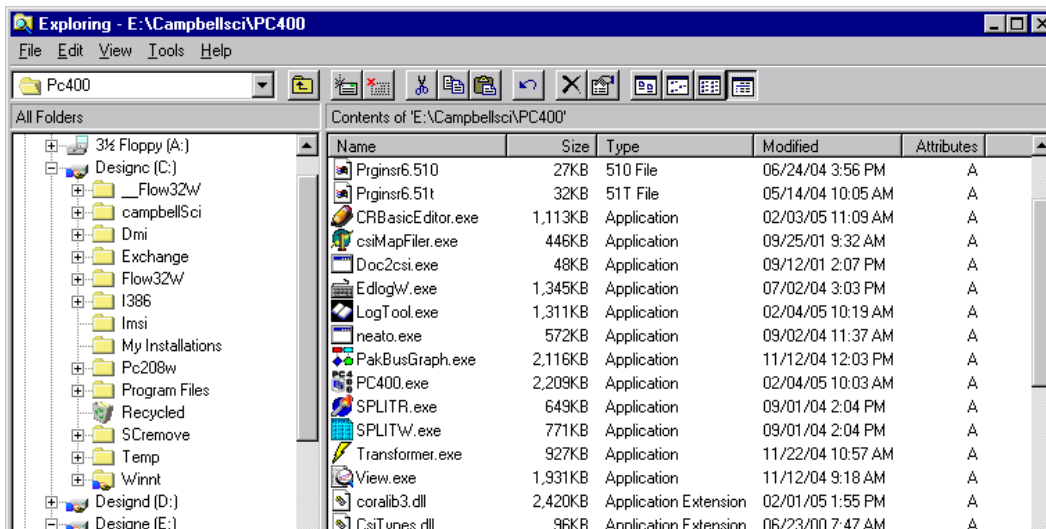 Exploring - E:\Campbellsci\PC400
File Edit View Tools Help
Pc400
All Folders
Contents of 'E:\Campbellsci\PC400'
3½ Floppy (A:)
Designc (C:)
__Flow32W
campbellSci
Dmi
Exchange
Flow32W
I386
Imsi
My Installations
Pc208w
Program Files
Recycled
SCremove
Temp
Winnt
Designd (D:)
Designe (E:)
Name Size Type Modified Attributes
Prginsr6.510 27KB 510 File 06/24/04 3:56 PM A
Prginsr6.51t 32KB 51T File 05/14/04 10:05 AM A
CRBasicEditor.exe 1,113KB Application 02/03/05 11:09 AM A
csiMapFiler.exe 446KB Application 09/25/01 9:32 AM A
Doc2csi.exe 48KB Application 09/12/01 2:07 PM A
EdlogW.exe 1,345KB Application 07/02/04 3:03 PM A
LogTool.exe 1,311KB Application 02/04/05 10:19 AM A
neato.exe 572KB Application 09/02/04 11:37 AM A
PakBusGraph.exe 2,116KB Application 11/12/04 12:03 PM A
PC400.exe 2,209KB Application 02/04/05 10:03 AM A
SPLITR.exe 649KB Application 09/01/04 2:04 PM A
SPLITW.exe 771KB Application 09/01/04 2:04 PM A
Transformer.exe 927KB Application 11/22/04 10:57 AM A
View.exe 1,931KB Application 11/12/04 9:18 AM A
coralib3.dll 2,420KB Application Extension 02/01/05 1:55 PM A
CsiTypes.dll 96KB Application Extension 06/23/00 7:47 AM A